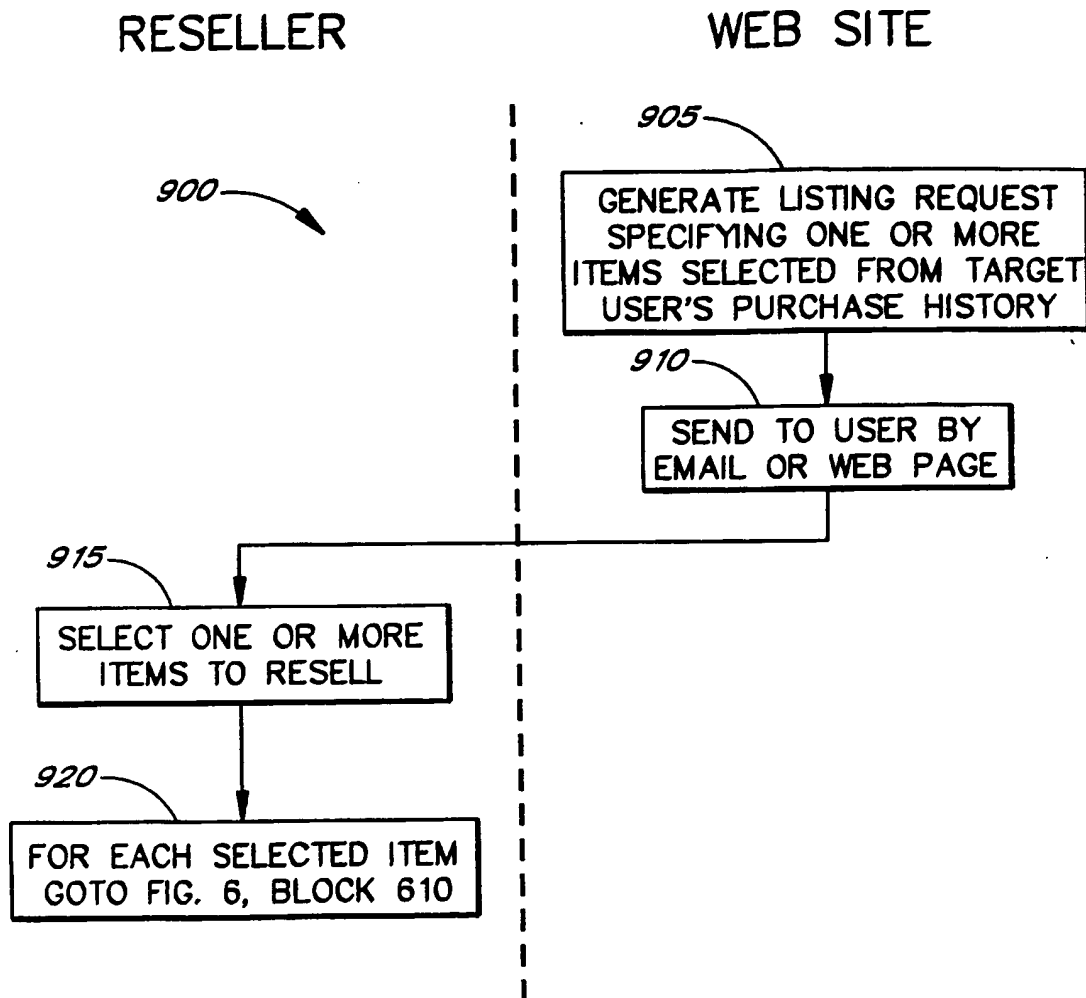 RESELLER
WEB SITE
900
905
GENERATE LISTING REQUEST
SPECIFYING ONE OR MORE
ITEMS SELECTED FROM TARGET
USER'S PURCHASE HISTORY
910
SEND TO USER BY
EMAIL OR WEB PAGE
915
SELECT ONE OR MORE
ITEMS TO RESELL
920
FOR EACH SELECTED ITEM
GOTO FIG. 6, BLOCK 610